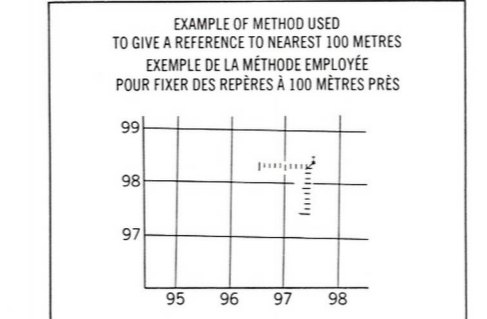 EXAMPLE OF METHOD USED
TO GIVE A REFERENCE TO NEAREST 100 METRES
EXEMPLE DE LA MÉTHODE EMPLOYÉE
POUR FIXER DES REPÈRES À 100 MÈTRES PRÈS
99
98
97
95 96 97 98